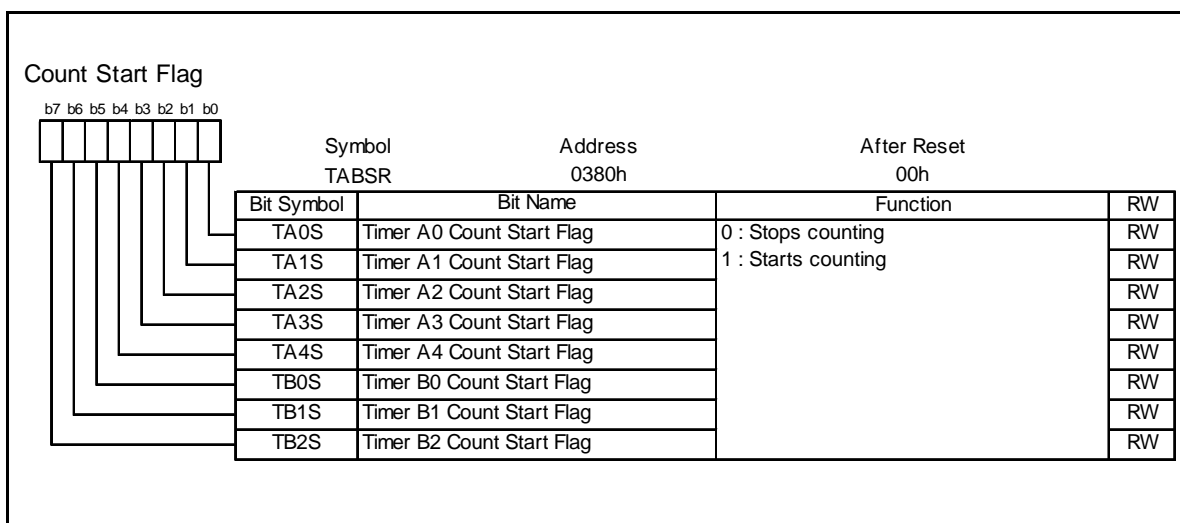 Count Start Flag
b7 b6 b5 b4 b3 b2 b1 b0
Symbol Address After Reset
TABSR 0380h 00h
Bit Symbol Bit Name Function RW
TA0S Timer A0 Count Start Flag 0 : Stops counting RW
TA1S Timer A1 Count Start Flag 1 : Starts counting RW
TA2S Timer A2 Count Start Flag RW
TA3S Timer A3 Count Start Flag RW
TA4S Timer A4 Count Start Flag RW
TB0S Timer B0 Count Start Flag RW
TB1S Timer B1 Count Start Flag RW
TB2S Timer B2 Count Start Flag RW